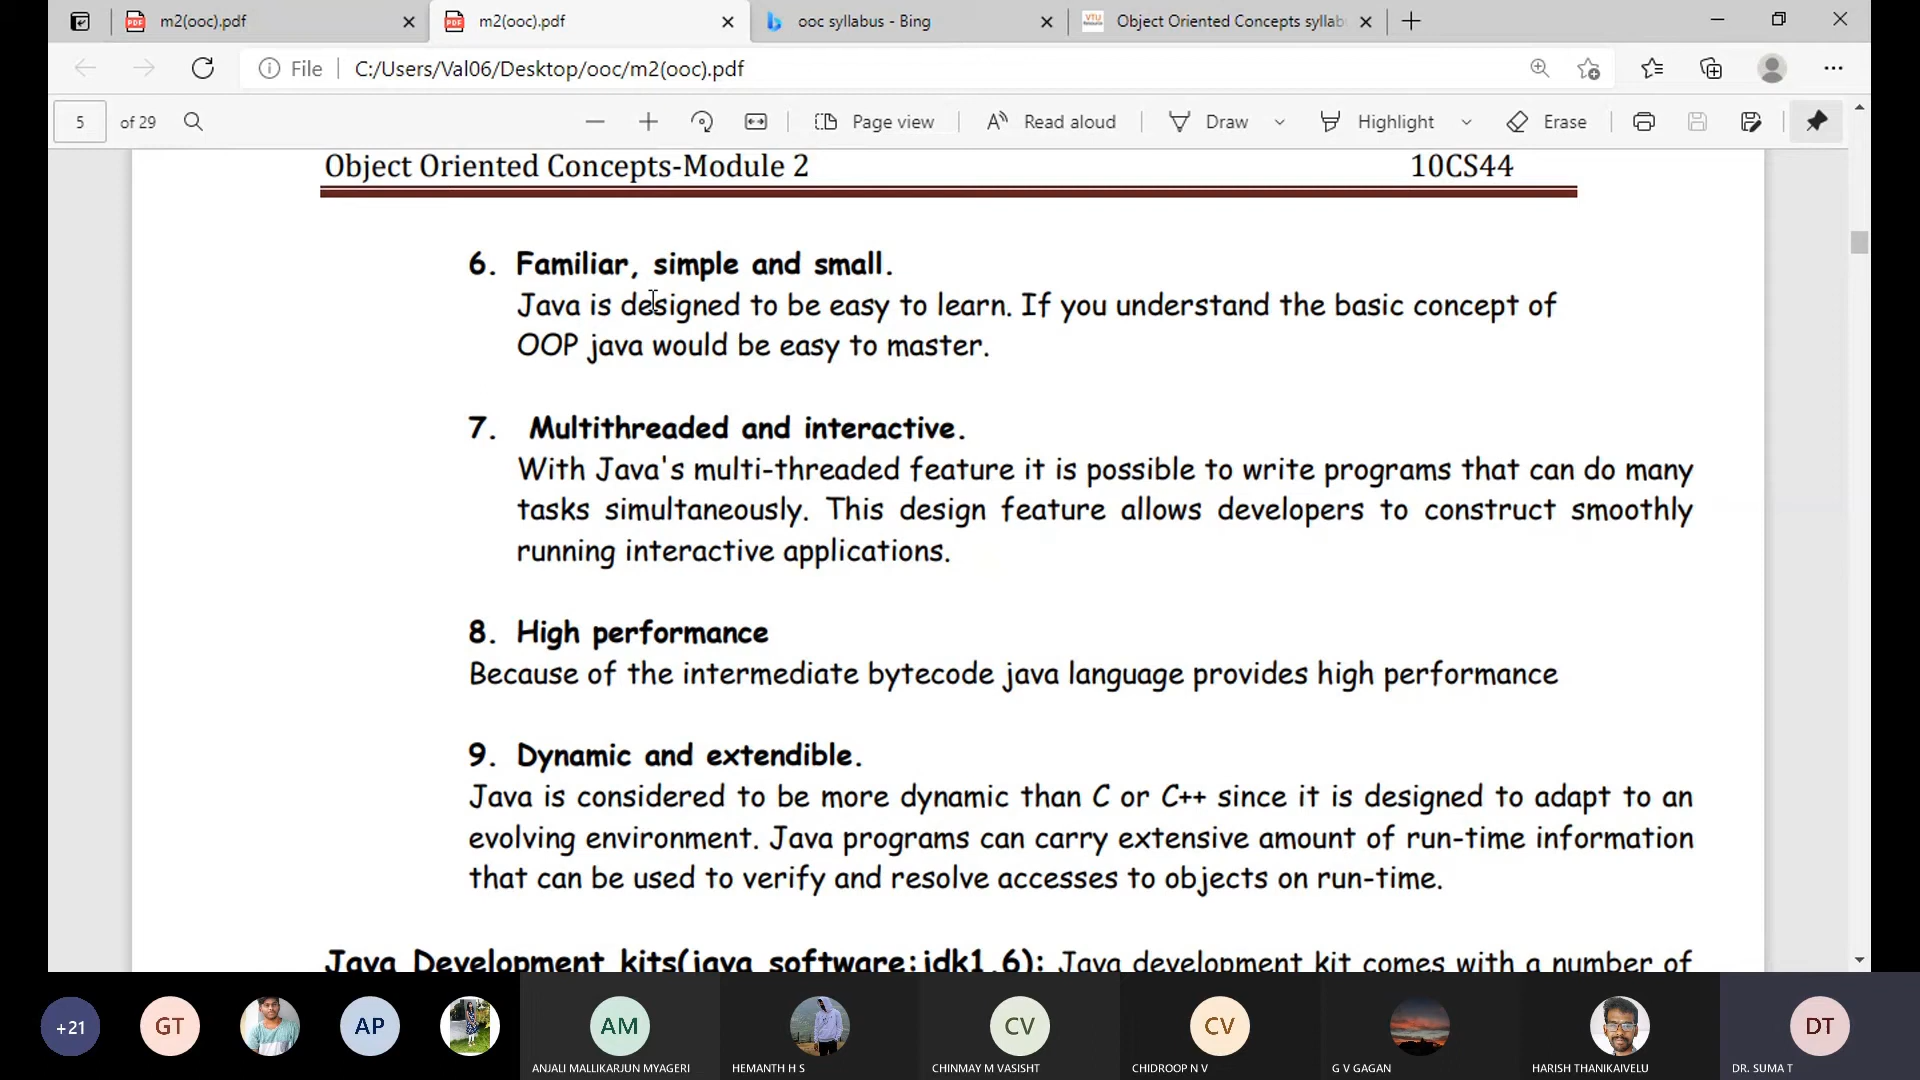 m2(ooc).pdf
m2(ooc).pdf
ooc syllabus - Bing
VTU
Object Oriented Concepts syllab
File
C:/Users/Val06/Desktop/ooc/m2(ooc).pdf
5
of 29
Page view
Read aloud
Draw
Highlight
Erase
Object Oriented Concepts-Module 2
10CS44
6. Familiar, simple and small.
Java is designed to be easy to learn. If you understand the basic concept of
OOP java would be easy to master.
7. Multithreaded and interactive.
With Java's multi-threaded feature it is possible to write programs that can do many
tasks simultaneously. This design feature allows developers to construct smoothly
running interactive applications.
8. High performance
Because of the intermediate bytecode java language provides high performance
9. Dynamic and extendible.
Java is considered to be more dynamic than C or C++ since it is designed to adapt to an
evolving environment. Java programs can carry extensive amount of run-time information
that can be used to verify and resolve accesses to objects on run-time.
Java Development kits(java software:jdk1.6): Java development kit comes with a number of
+21
GT
AP
AM
CV
CV
DT
ANJALI MALLIKARJUN MYAGERI
HEMANTH H S
CHINMAY M VASISHT
CHIDROOP N V
G V GAGAN
HARISH THANIKAIVELU
DR. SUMA T